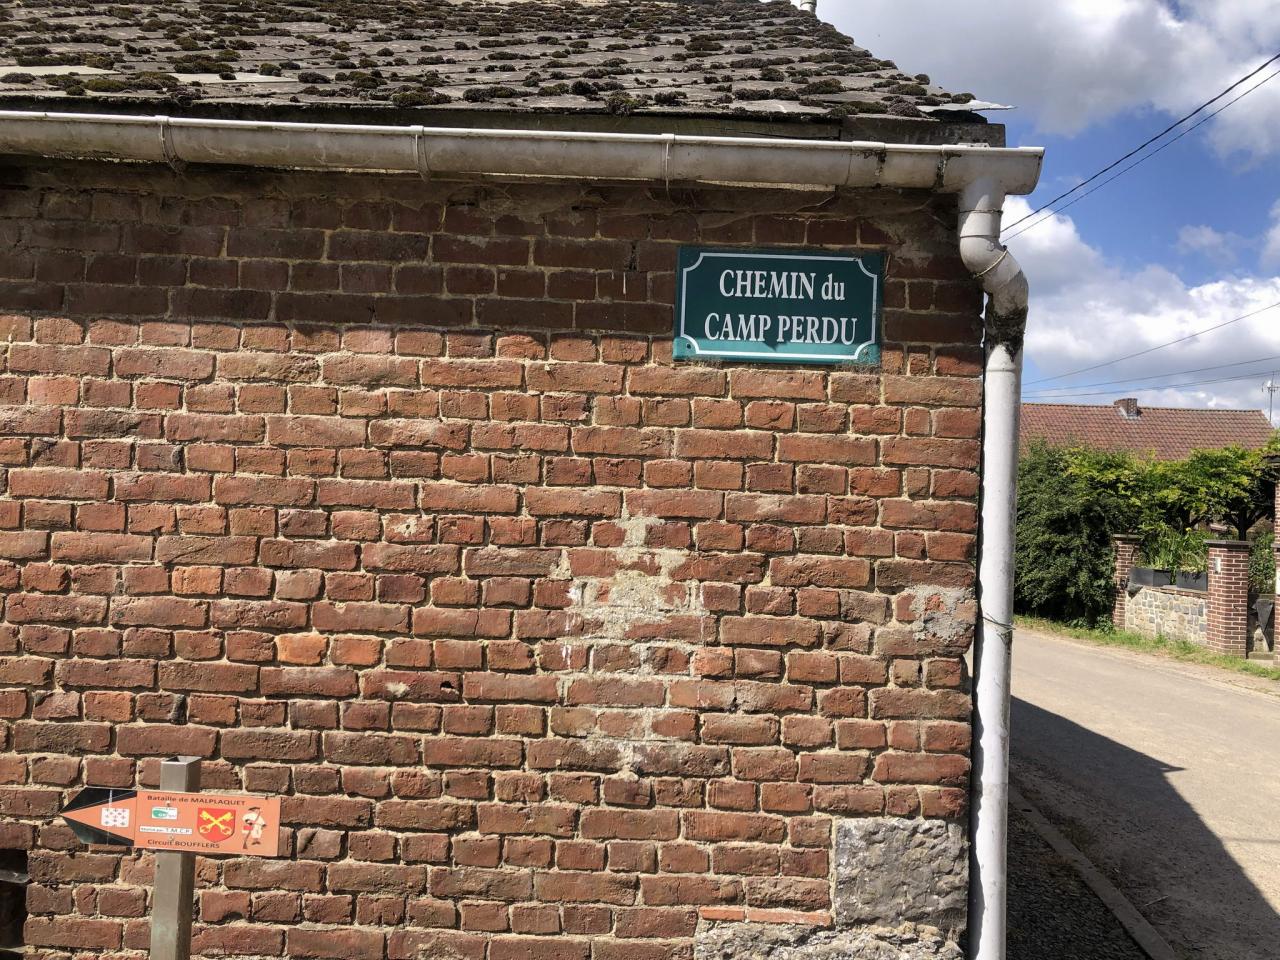 CHEMIN du
CAMP PERDU
Bataille de MALPLAQUET
T.M.C.P.
Circuit BOUFFLERS